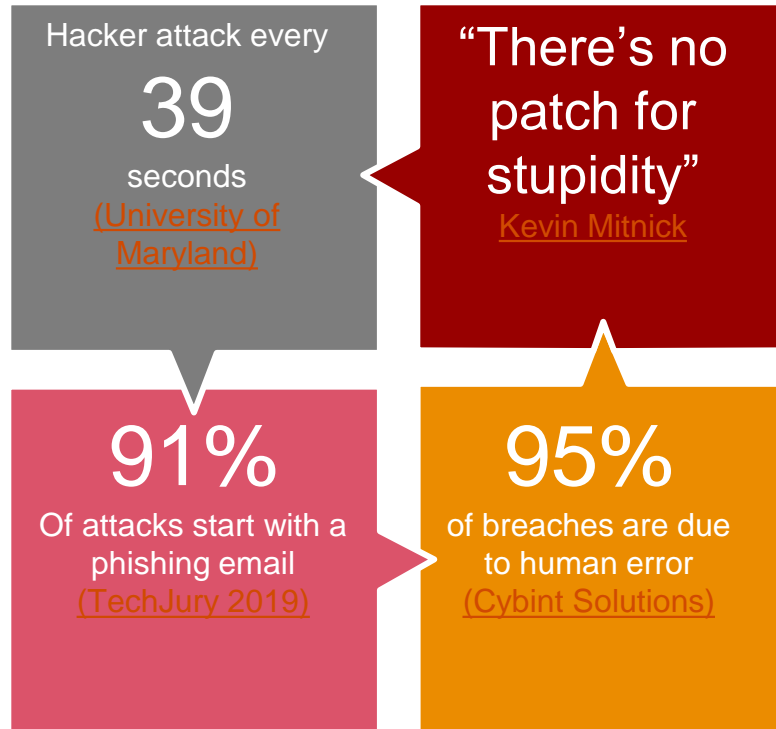 Hacker attack every
39
seconds
(University of
Maryland)
“There’s no
patch for
stupidity”
Kevin Mitnick
91%
Of attacks start with a
phishing email
(TechJury 2019)
95%
of breaches are due
to human error
(Cybint Solutions)